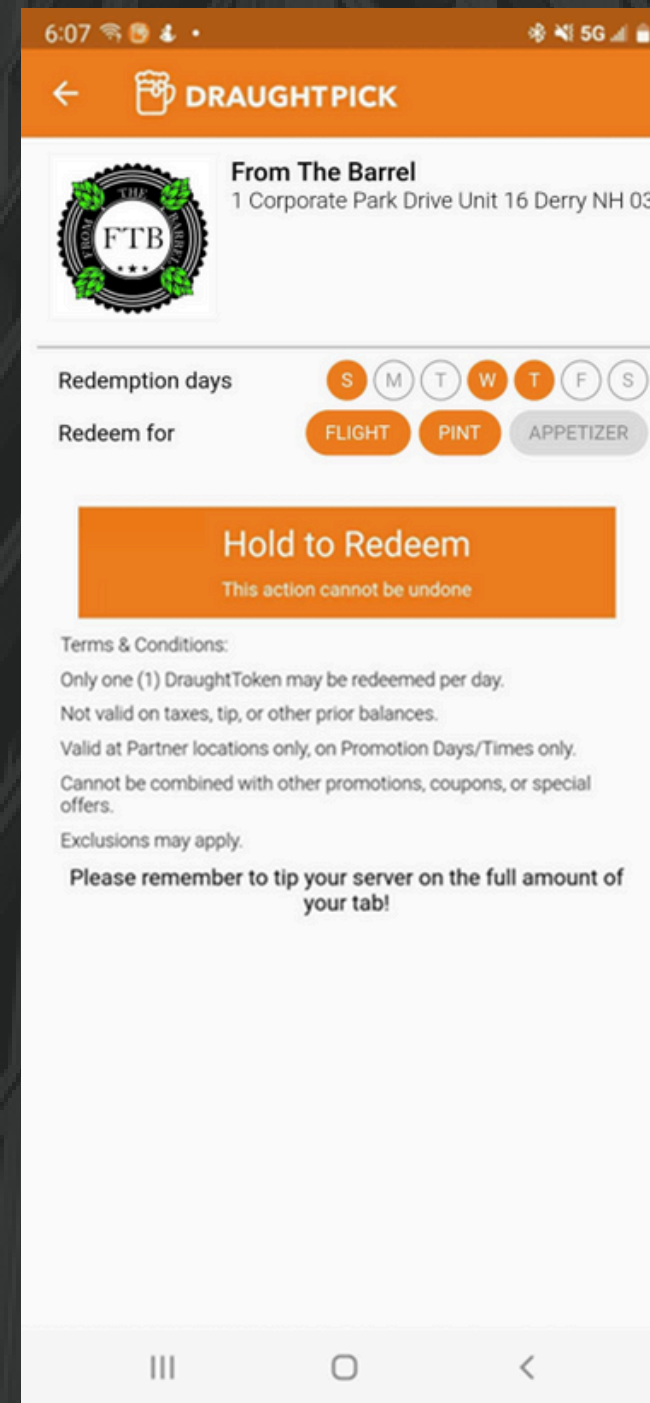 6:07 5G
DRAUGHTPICK
THE
FROM FTB BARREL
From The Barrel
1 Corporate Park Drive Unit 16 Derry NH 03
Redemption days S M T W T F S
Redeem for FLIGHT PINT APPETIZER
Hold to Redeem
This action cannot be undone
Terms & Conditions:
Only one (1) DraughtToken may be redeemed per day.
Not valid on taxes, tip, or other prior balances.
Valid at Partner locations only, on Promotion Days/Times only.
Cannot be combined with other promotions, coupons, or special
offers.
Exclusions may apply.
Please remember to tip your server on the full amount of
your tab!